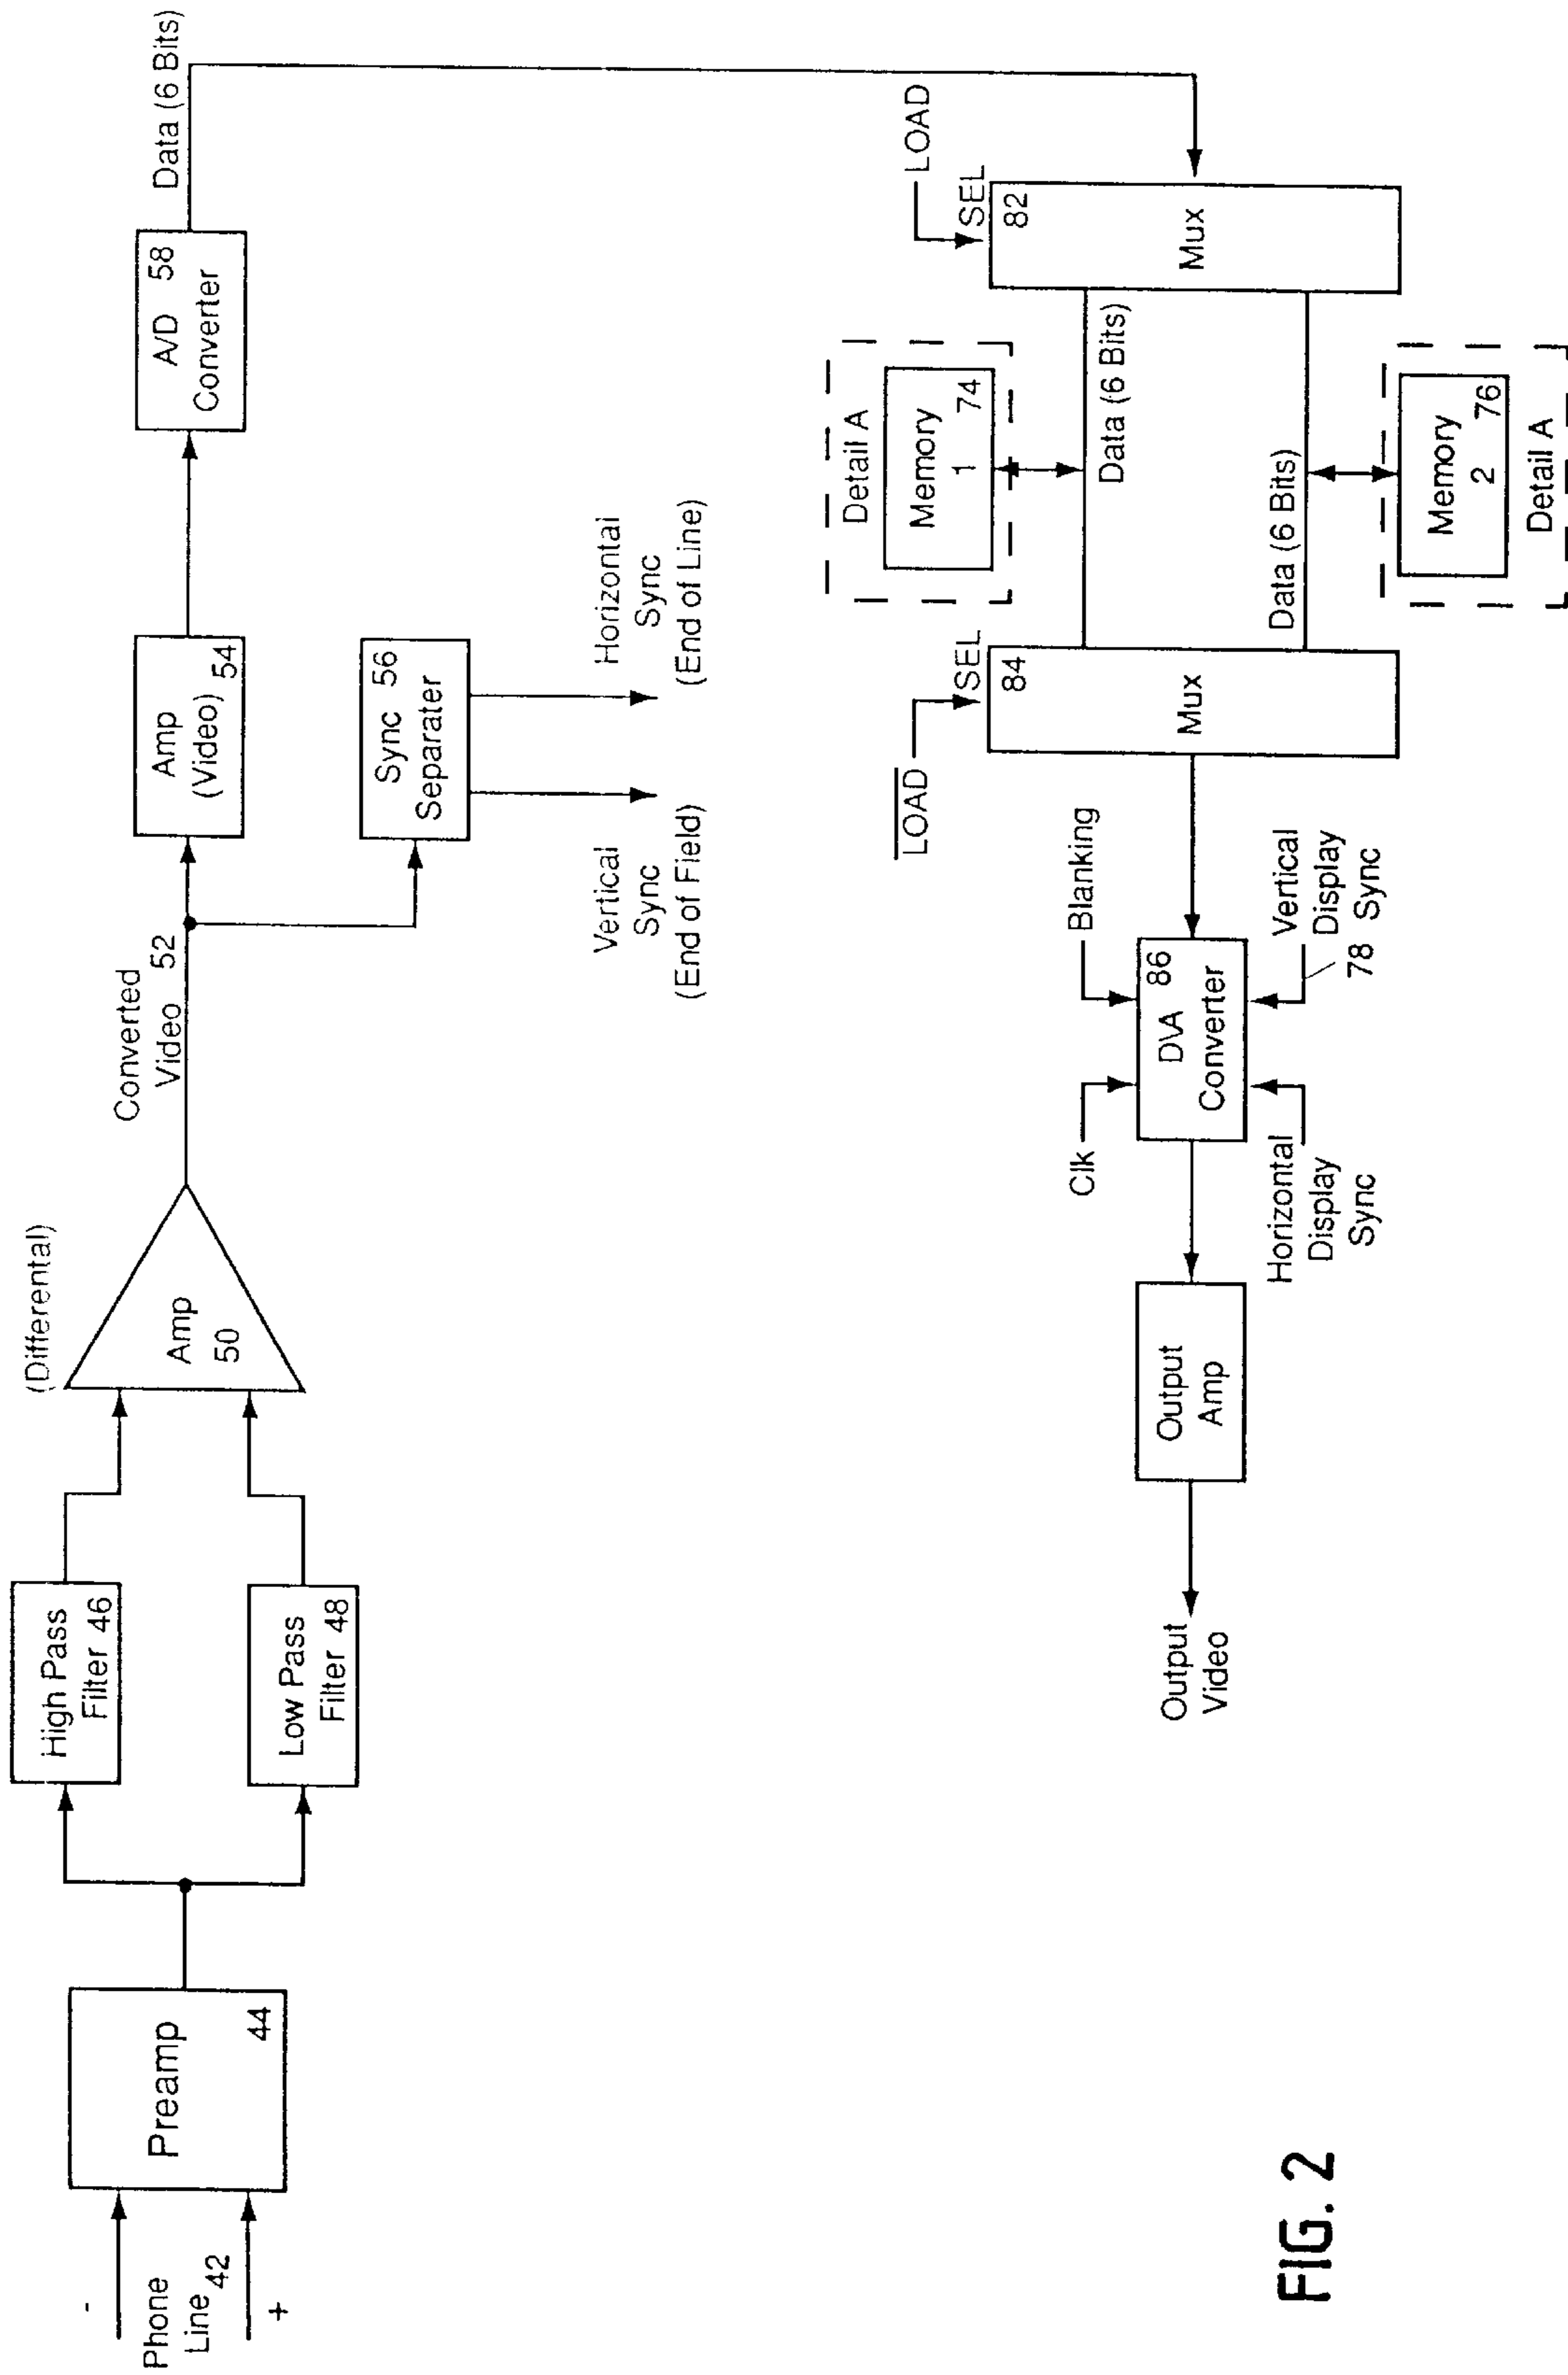 -
Phone
Line 42
+
Preamp
44
High Pass
Filter 46
Low Pass
Filter 48
(Differental)
Amp
50
Converted
Video 52
Amp
(Video) 54
Sync 56
Separater
Vertical
Sync
(End of Field)
Horizontal
Sync
(End of Line)
A/D 58
Converter
Data (6 Bits)
LOAD
SEL
82
Mux
Detail A
Memory
1 74
Data (6 Bits)
Data (6 Bits)
Memory
2 76
Detail A
LOAD
SEL
84
Mux
Blanking
Clk
86
D\A
Converter
78 Vertical
Display
Sync
Horizontal
Display
Sync
Output
Amp
Output
Video
FIG. 2